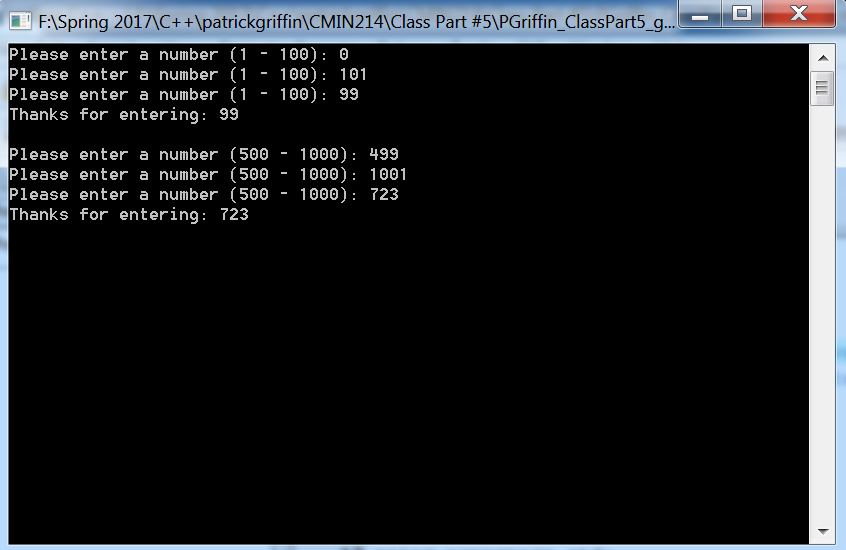 F:\Spring 2017\C++\patrickgriffin\CMIN214\Class Part #5\PGriffin_ClassPart5_g...
Please enter a number (1 - 100): 0
Please enter a number (1 - 100): 101
Please enter a number (1 - 100): 99
Thanks for entering: 99
Please enter a number (500 - 1000): 499
Please enter a number (500 - 1000): 1001
Please enter a number (500 - 1000): 723
Thanks for entering: 723